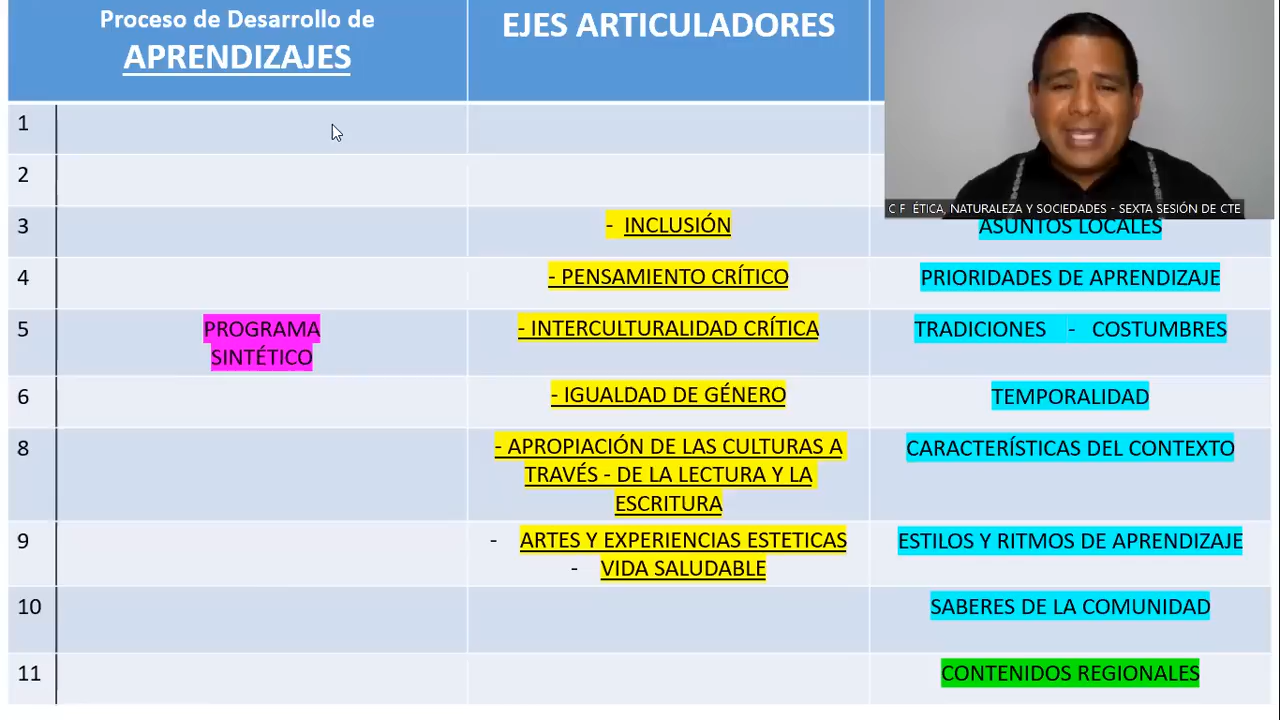 Proceso de Desarrollo de
APRENDIZAJES
EJES ARTICULADORES
C F ÉTICA, NATURALEZA Y SOCIEDADES - SEXTA SESIÓN DE CTE
1
2
3
- INCLUSIÓN
ASUNTOS LOCALES
4
- PENSAMIENTO CRÍTICO
PRIORIDADES DE APRENDIZAJE
5
PROGRAMA
SINTÉTICO
- INTERCULTURALIDAD CRÍTICA
TRADICIONES - COSTUMBRES
6
- IGUALDAD DE GÉNERO
TEMPORALIDAD
8
- APROPIACIÓN DE LAS CULTURAS A
TRAVÉS - DE LA LECTURA Y LA
ESCRITURA
CARACTERÍSTICAS DEL CONTEXTO
9
- ARTES Y EXPERIENCIAS ESTETICAS
- VIDA SALUDABLE
ESTILOS Y RITMOS DE APRENDIZAJE
10
SABERES DE LA COMUNIDAD
11
CONTENIDOS REGIONALES